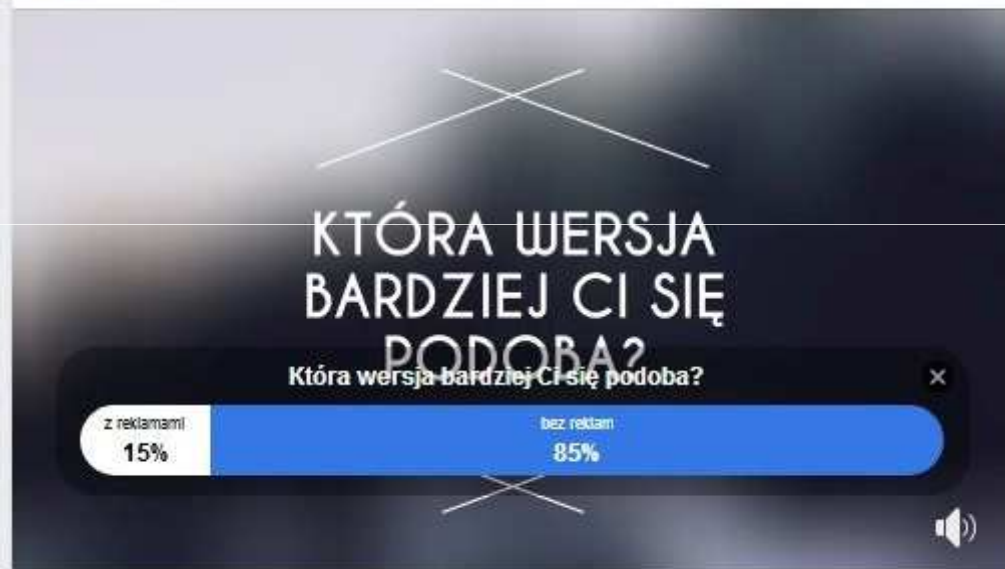 KTÓRA WERSJA
BARDZIEJ CI SIĘ
PODOBA?
Która wersja bardziej Ci się podoba?
z reklamami
15%
bez reklam
85%